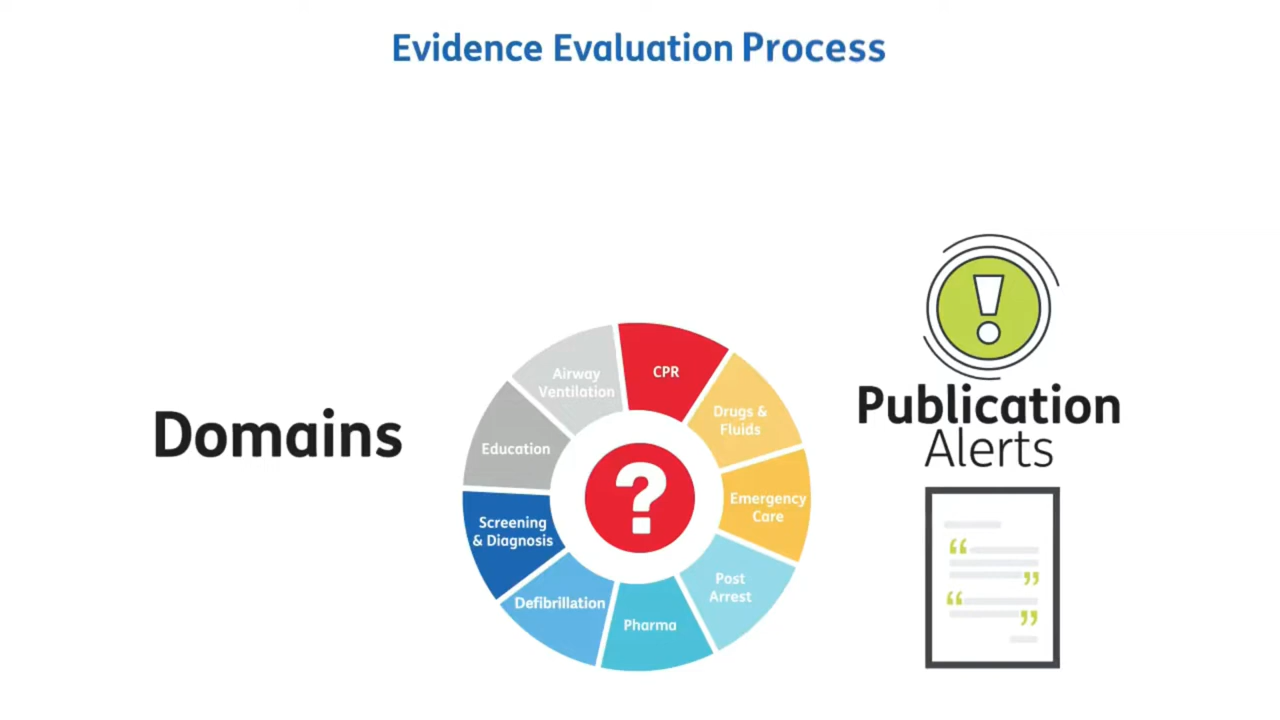 Evidence Evaluation Process
Domains
CPR
Drugs &
Fluids
Emergency
Care
Post
Arrest
Pharma
Defibrillation
Screening
& Diagnosis
Education
Airway
Ventilation
?
!
Publication
Alerts
“
”
“
”